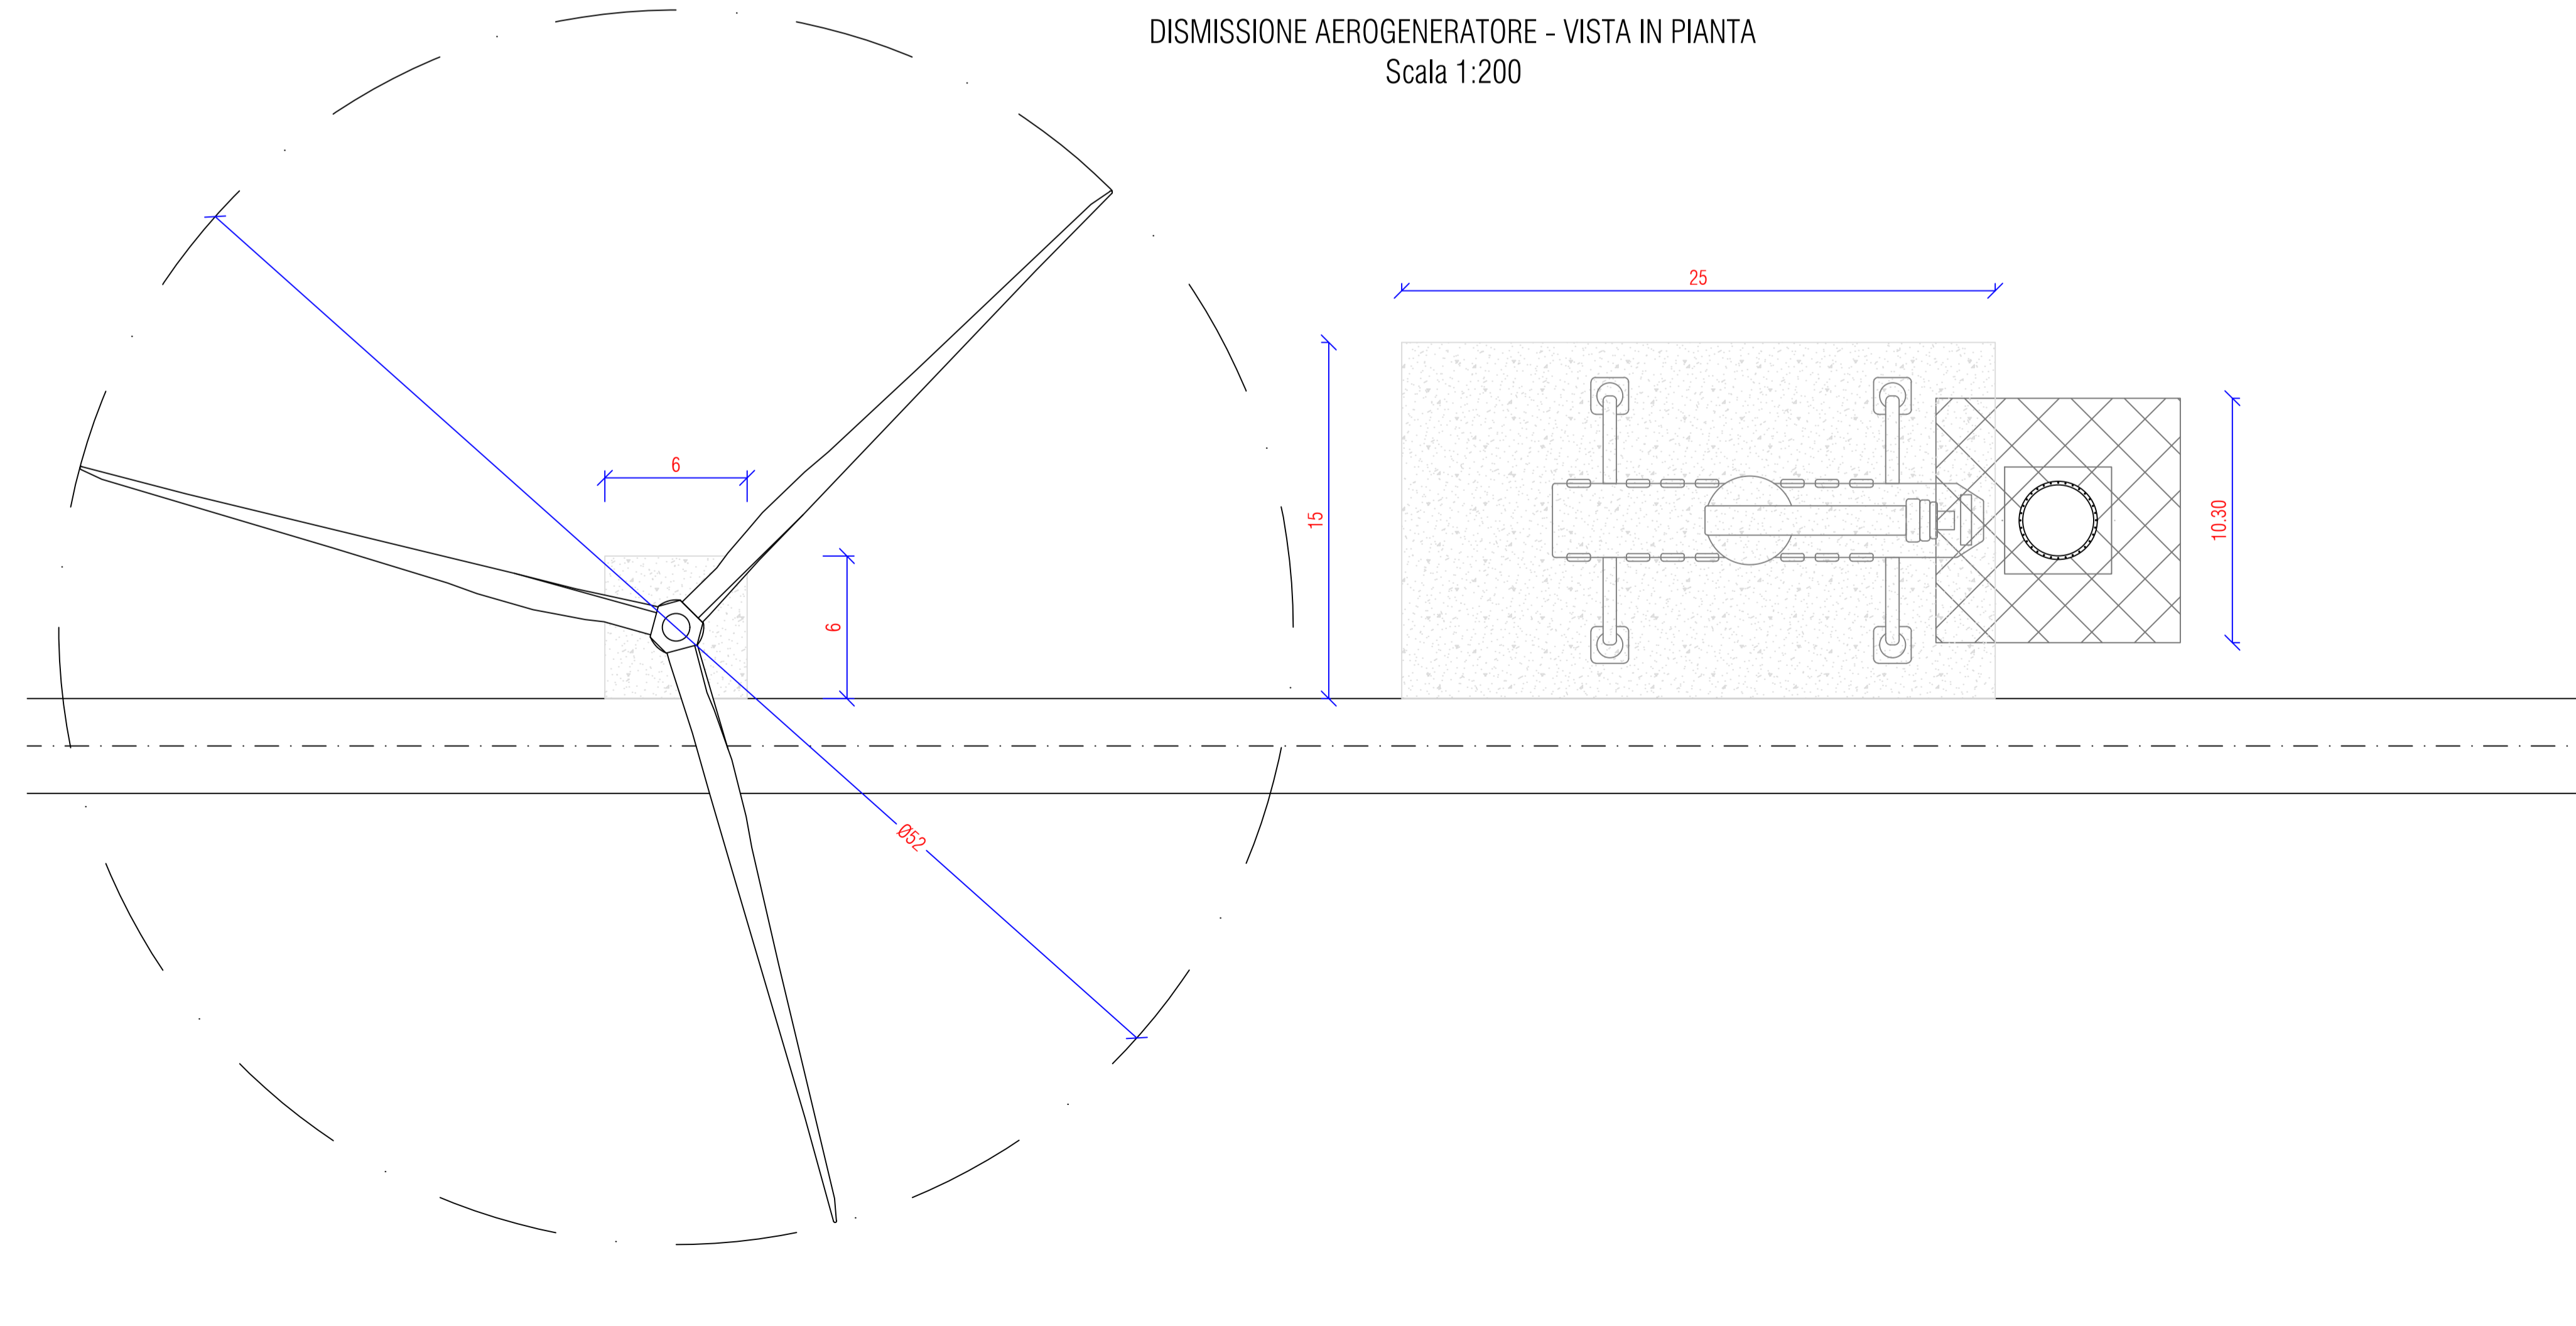 DISMISSIONE AEROGENERATORE - VISTA IN PIANTA
Scala 1:200
25
6
15
10.30
6
Ø52